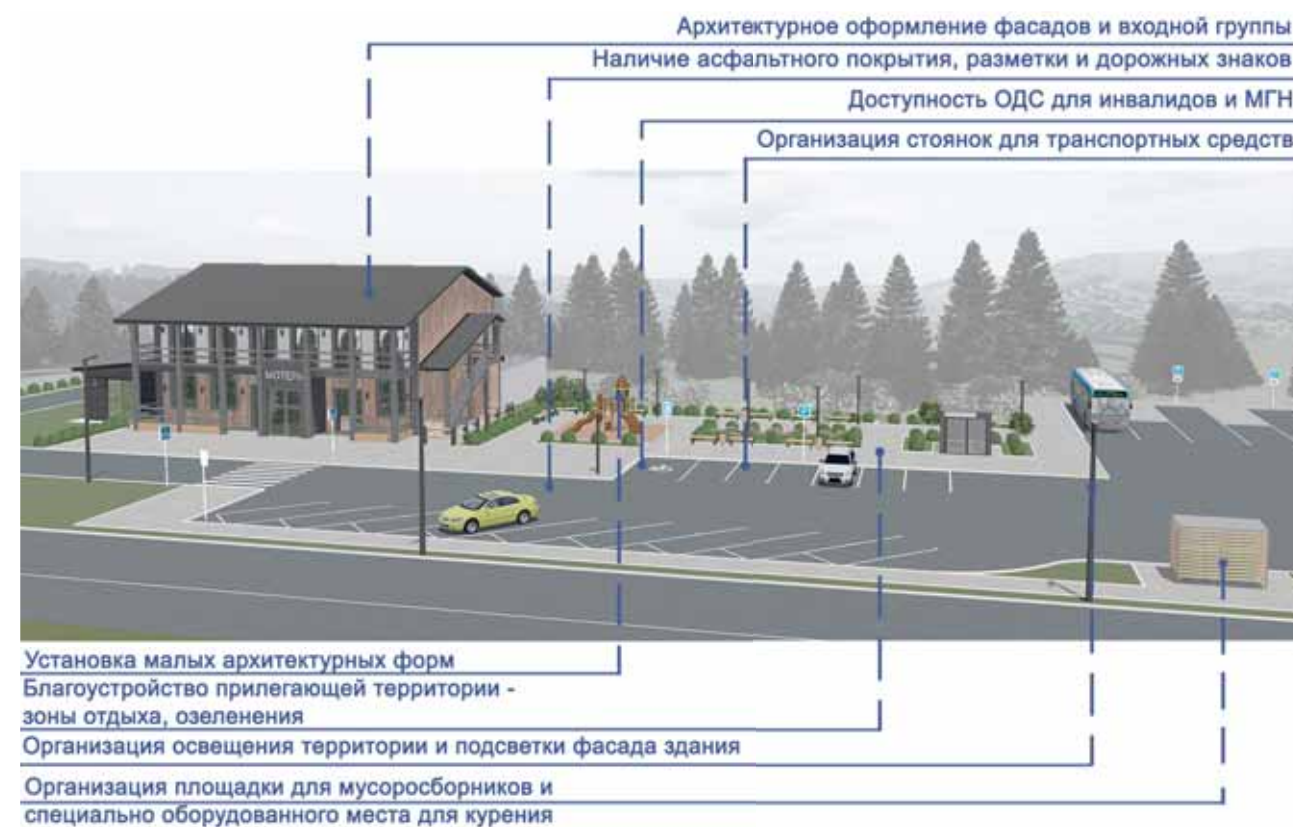 Архитектурное оформление фасадов и входной группы
Наличие асфальтного покрытия, разметки и дорожных знаков
Доступность ОДС для инвалидов и МГН
Организация стоянок для транспортных средств
МОТЕЛЬ
Установка малых архитектурных форм
Благоустройство прилегающей территории -
зоны отдыха, озеленения
Организация освещения территории и подсветки фасада здания
Организация площадки для мусоросборников и
специально оборудованного места для курения